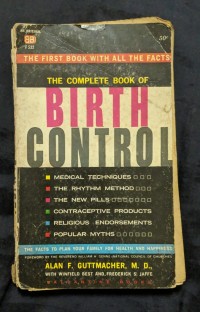 50¢
THE FIRST BOOK WITH ALL THE FACTS
THE COMPLETE BOOK OF
BIRTH
CONTROL
MEDICAL TECHNIQUES
THE RHYTHM METHOD
THE NEW PILLS
CONTRACEPTIVE PRODUCTS
RELIGIOUS ENDORSEMENTS
POPULAR MYTHS
THE FACTS TO PLAN YOUR FAMILY FOR HEALTH AND HAPPINESS
ALAN F. GUTTMACHER, M. D.,
WITH WINFIELD BEST AND FREDERICK S. JAFFE